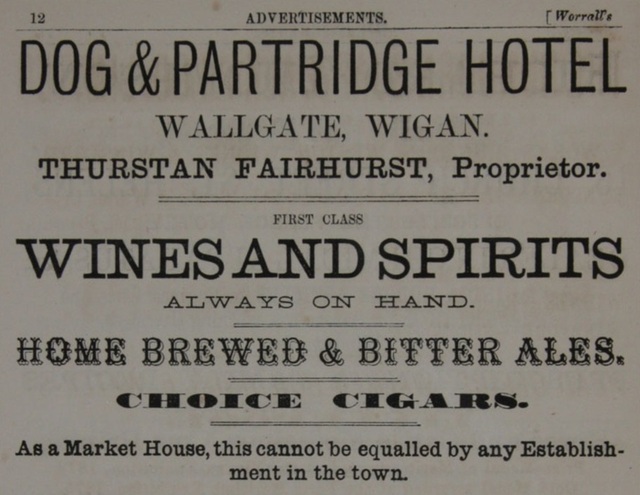 12 ADVERTISEMENTS. [Worrall's
DOG & PARTRIDGE HOTEL
WALLGATE, WIGAN.
THURSTAN FAIRHURST, Proprietor.
FIRST CLASS
WINES AND SPIRITS
ALWAYS ON HAND.
HOME BREWED & BITTER ALES.
CHOICE CIGARS.
As a Market House, this cannot be equalled by any Establish-
ment in the town.